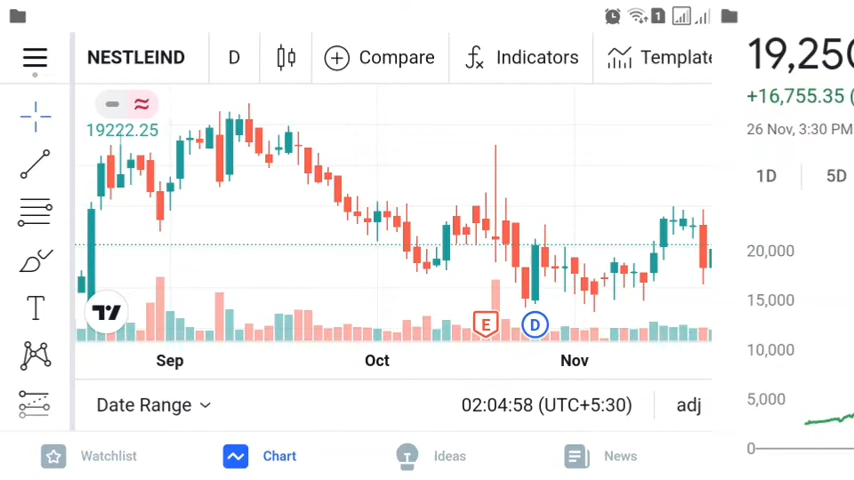 1
NESTLEIND
D
Compare
fx
Indicators
Template
19222.25
T
E
D
Sep
Oct
Nov
Date Range
02:04:58 (UTC+5:30)
adj
Watchlist
Chart
Ideas
News
19,250
+16,755.35 (
26 Nov, 3:30 PM
1D
5D
20,000
15,000
10,000
5,000
0